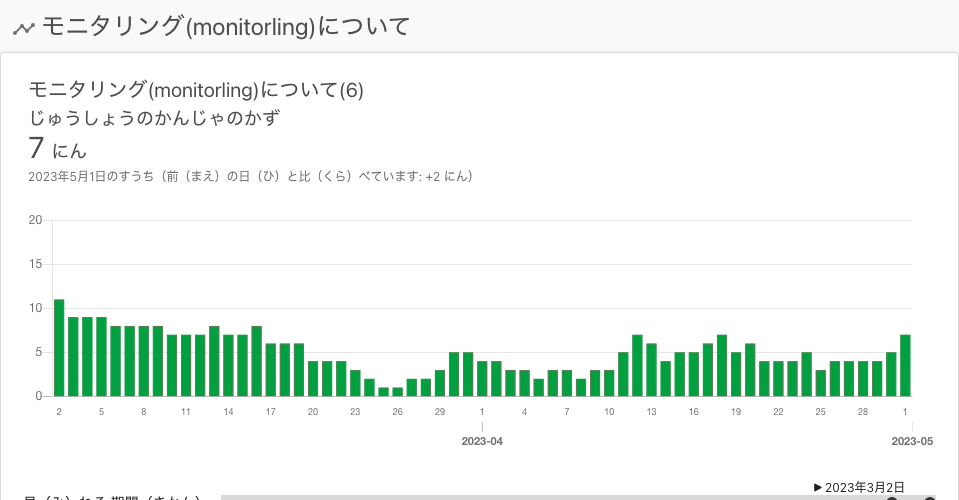 モニタリング(monitorling)について
モニタリング(monitorling)について(6)
じゅうしょうのかんじゃのかず
7 にん
2023年5月1日のすうち（前（まえ）の日（ひ）と比（くら）べています: +2 にん）
20
15
10
5
0
2 5 8 11 14 17 20 23 26 29 1 4 7 10 13 16 19 22 25 28 1
2023-04 2023-05
▶ 2023年3月2日